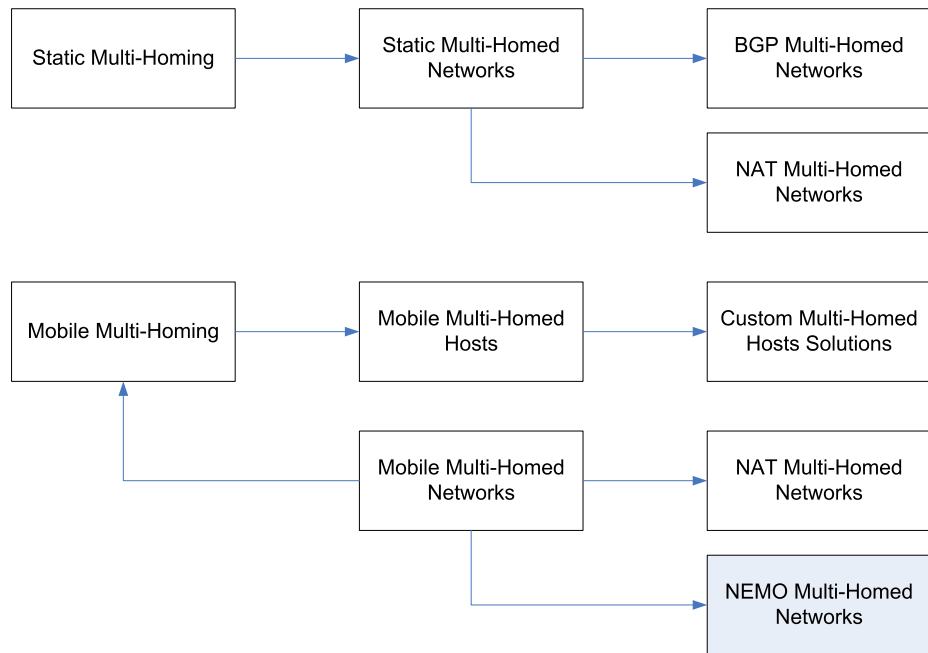 Static Multi-Homing
Static Multi-Homed
Networks
BGP Multi-Homed
Networks
NAT Multi-Homed
Networks
Mobile Multi-Homing
Mobile Multi-Homed
Hosts
Custom Multi-Homed
Hosts Solutions
Mobile Multi-Homed
Networks
NAT Multi-Homed
Networks
NEMO Multi-Homed
Networks